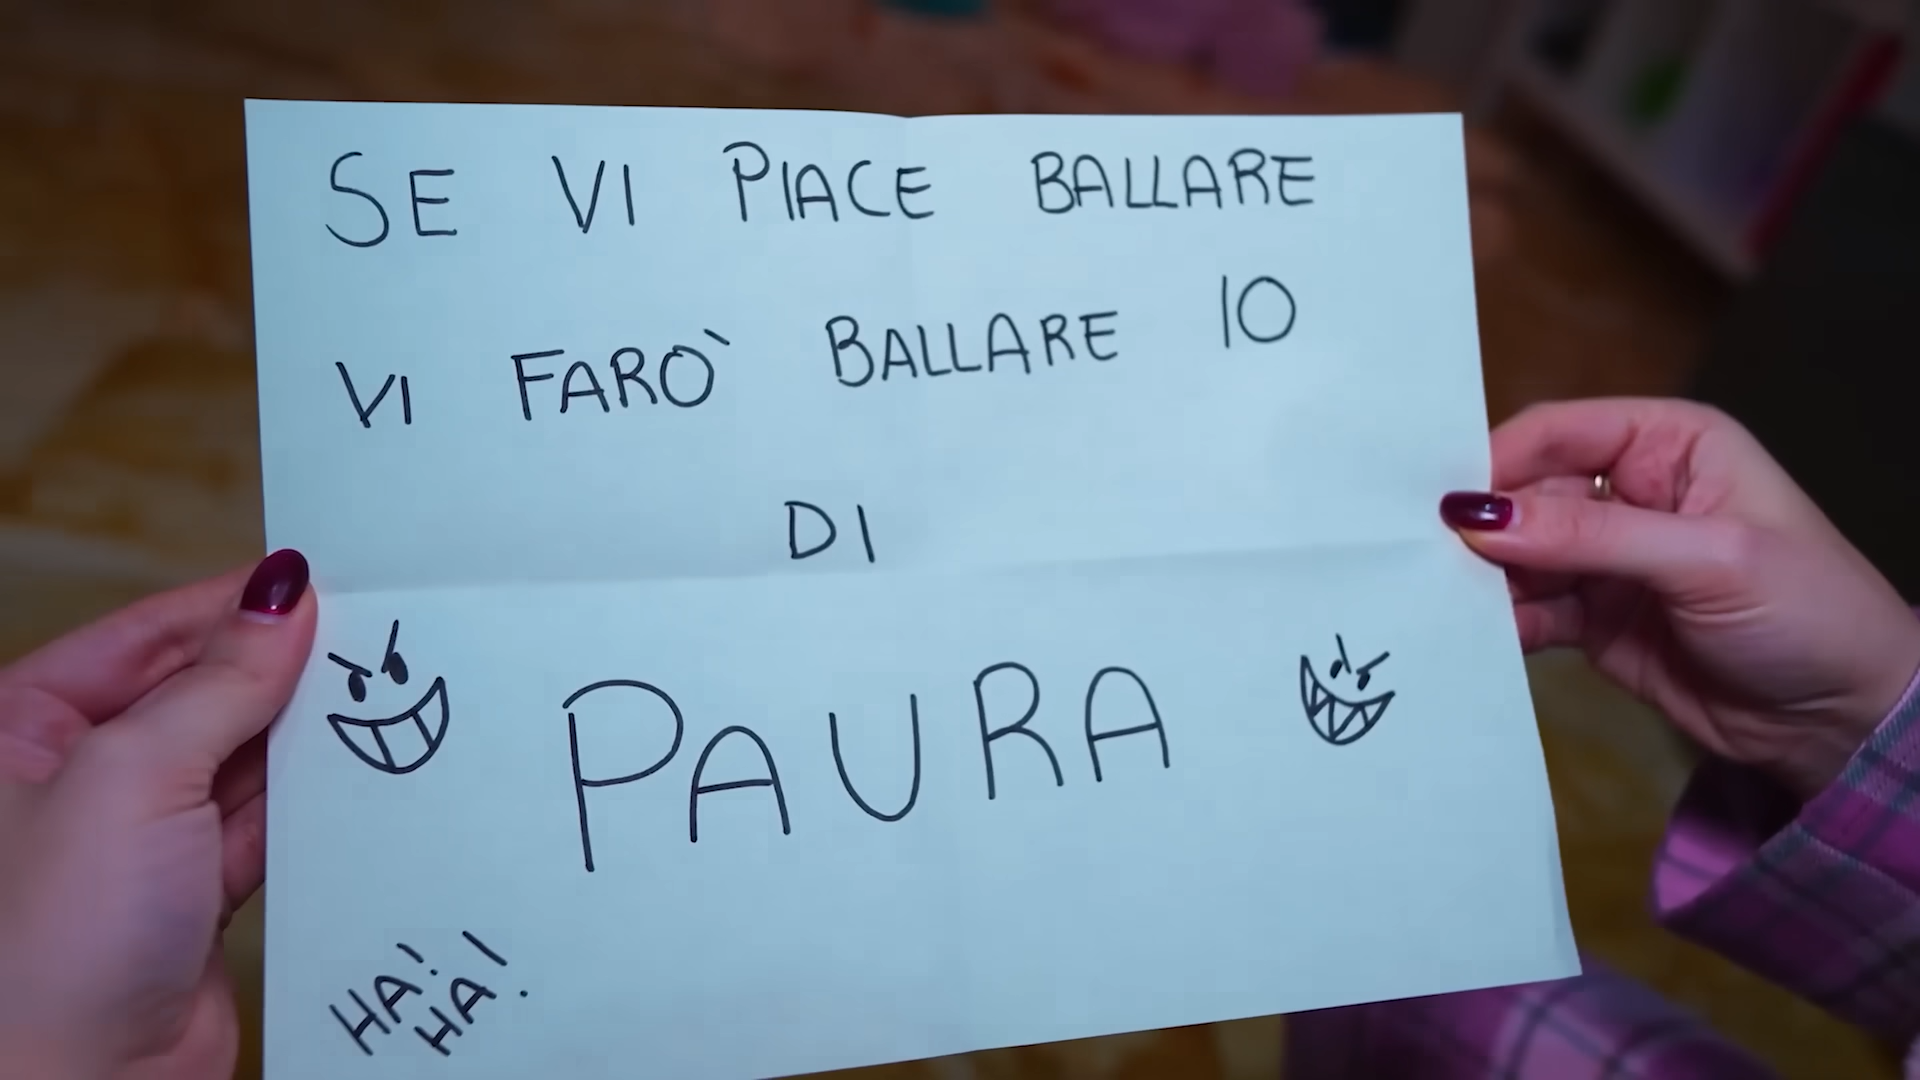 SE VI PIACE BALLARE
VI FARÒ BALLARE IO
DI
PAURA
HA!
HA!